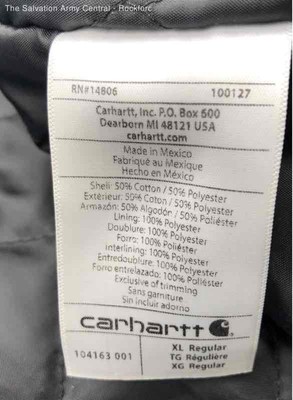 The Salvation Army Central - Rockford
RN#14806 100127
Carhartt, Inc. P.O. Box 600
Dearborn MI 48121 USA
carhartt.com
Made in Mexico
Fabriqué au Mexique
Hecho en México
Shell: 50% Cotton / 50% Polyester
Extérieur: 50% Coton / 50% Polyester
Armazón: 50% Algodón / 50% Poliéster
Lining: 100% Polyester
Doublure: 100% Polyester
Forro: 100% Poliéster
Interlining: 100% Polyester
Entredoublure: 100% Polyester
Forro entrelazado: 100% Poliéster
Exclusive of trimming
Sans garniture
Sin incluir adorno
carhartt
104163 001 XL Regular
TG Régulière
XG Regular